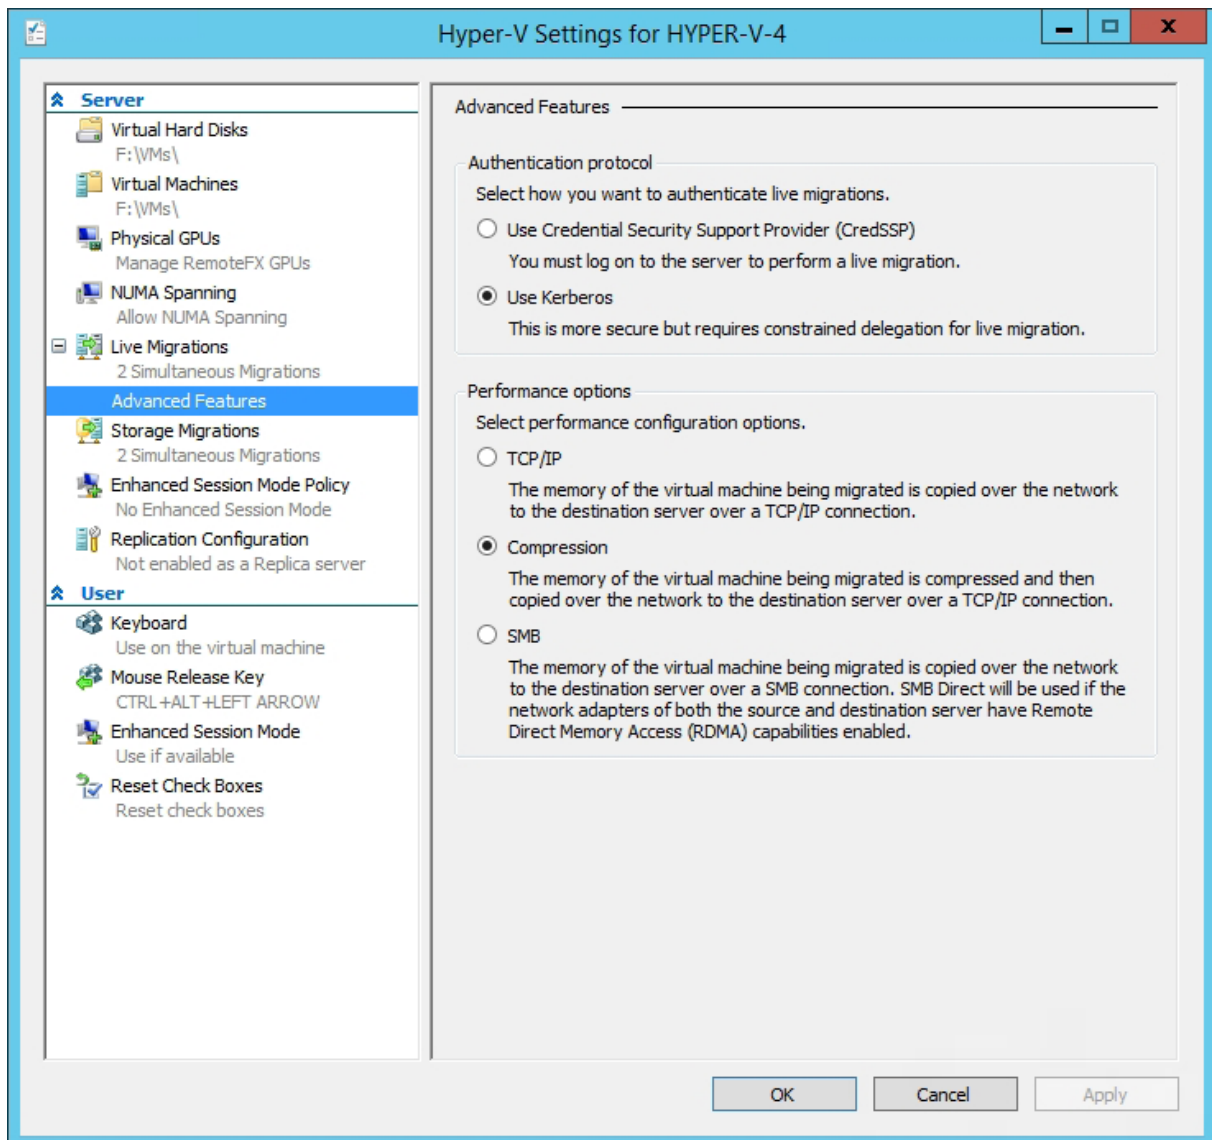 Hyper-V Settings for HYPER-V-4
Server
Virtual Hard Disks
F:\VMs\
Virtual Machines
F:\VMs\
Physical GPUs
Manage RemoteFX GPUs
NUMA Spanning
Allow NUMA Spanning
Live Migrations
2 Simultaneous Migrations
Advanced Features
Storage Migrations
2 Simultaneous Migrations
Enhanced Session Mode Policy
No Enhanced Session Mode
Replication Configuration
Not enabled as a Replica server
User
Keyboard
Use on the virtual machine
Mouse Release Key
CTRL+ALT+LEFT ARROW
Enhanced Session Mode
Use if available
Reset Check Boxes
Reset check boxes
Advanced Features
Authentication protocol
Select how you want to authenticate live migrations.
Use Credential Security Support Provider (CredSSP)
You must log on to the server to perform a live migration.
Use Kerberos
This is more secure but requires constrained delegation for live migration.
Performance options
Select performance configuration options.
TCP/IP
The memory of the virtual machine being migrated is copied over the network
to the destination server over a TCP/IP connection.
Compression
The memory of the virtual machine being migrated is compressed and then
copied over the network to the destination server over a TCP/IP connection.
SMB
The memory of the virtual machine being migrated is copied over the network
to the destination server over a SMB connection. SMB Direct will be used if the
network adapters of both the source and destination server have Remote
Direct Memory Access (RDMA) capabilities enabled.
OK
Cancel
Apply